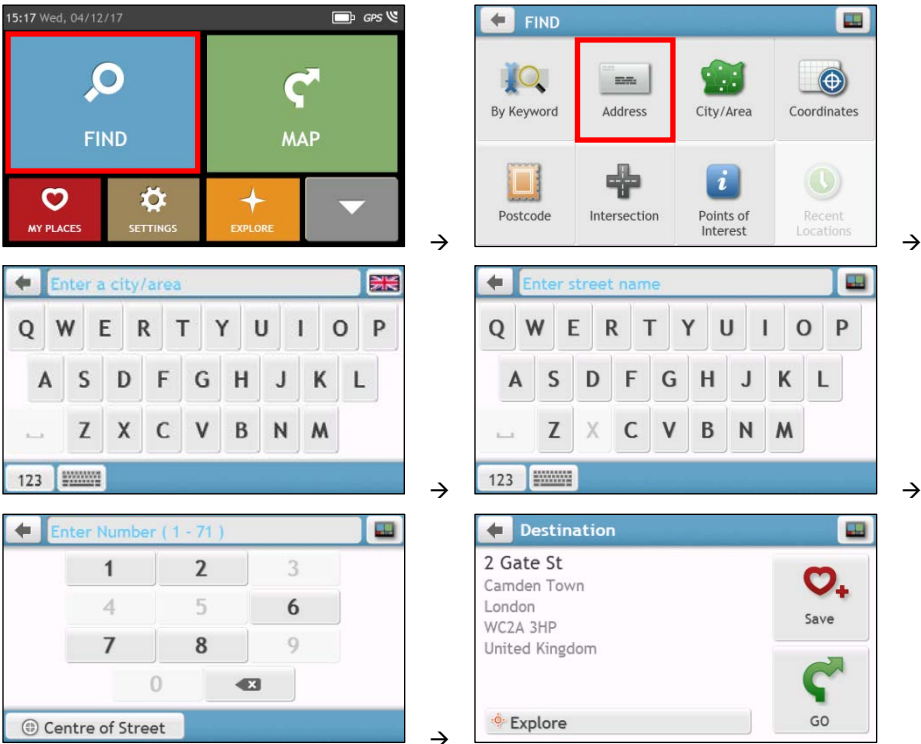 15:17 Wed, 04/12/17 GPS
FIND
MAP
MY PLACES
SETTINGS
EXPLORE
→
FIND
By Keyword
Address
City/Area
Coordinates
Postcode
Intersection
Points of
Interest
Recent
Locations
→
Enter a city/area
Q W E R T Y U I O P
A S D F G H J K L
Z X C V B N M
123
→
Enter street name
Q W E R T Y U I O P
A S D F G H J K L
Z X C V B N M
123
→
Enter Number ( 1 - 71 )
1 2 3
4 5 6
7 8 9
0
Centre of Street
→
Destination
2 Gate St
Camden Town
London
WC2A 3HP
United Kingdom
Save
GO
Explore